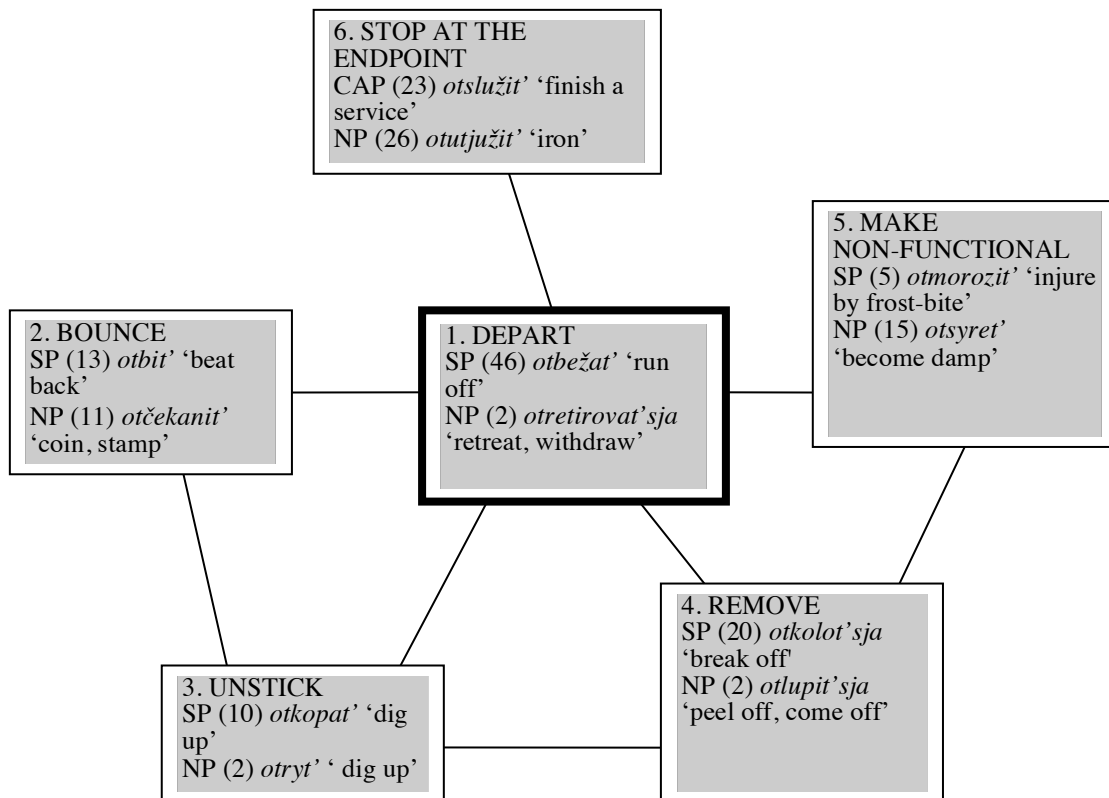 6. STOP AT THE
ENDPOINT
CAP (23) otslužit’ ‘finish a
service’
NP (26) otutjužit’ ‘iron’
5. MAKE
NON-FUNCTIONAL
SP (5) otmorozit’ ‘injure
by frost-bite’
NP (15) otsyret’
‘become damp’
2. BOUNCE
SP (13) otbit’ ‘beat
back’
NP (11) otčekanit’
‘coin, stamp’
1. DEPART
SP (46) otbežat’ ‘run
off’
NP (2) otretirovat’sja
‘retreat, withdraw’
4. REMOVE
SP (20) otkolot’sja
‘break off'
NP (2) otlupit’sja
‘peel off, come off’
3. UNSTICK
SP (10) otkopat’ ‘dig
up’
NP (2) otryt’ ‘ dig up’